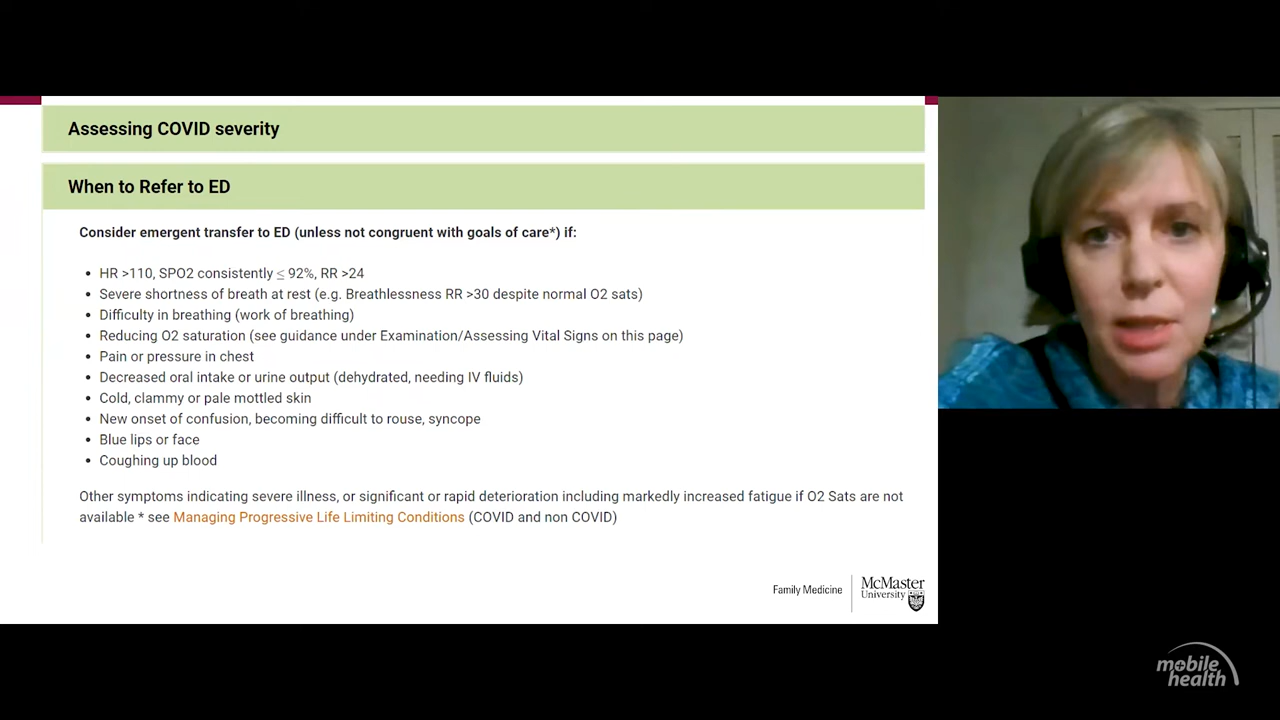 Assessing COVID severity
When to Refer to ED
Consider emergent transfer to ED (unless not congruent with goals of care*) if:
• HR >110, SPO2 consistently ≤ 92%, RR >24
• Severe shortness of breath at rest (e.g. Breathlessness RR >30 despite normal O2 sats)
• Difficulty in breathing (work of breathing)
• Reducing O2 saturation (see guidance under Examination/Assessing Vital Signs on this page)
• Pain or pressure in chest
• Decreased oral intake or urine output (dehydrated, needing IV fluids)
• Cold, clammy or pale mottled skin
• New onset of confusion, becoming difficult to rouse, syncope
• Blue lips or face
• Coughing up blood
Other symptoms indicating severe illness, or significant or rapid deterioration including markedly increased fatigue if O2 Sats are not
available * see Managing Progressive Life Limiting Conditions (COVID and non COVID)
Family Medicine
McMaster
University
mobile
health